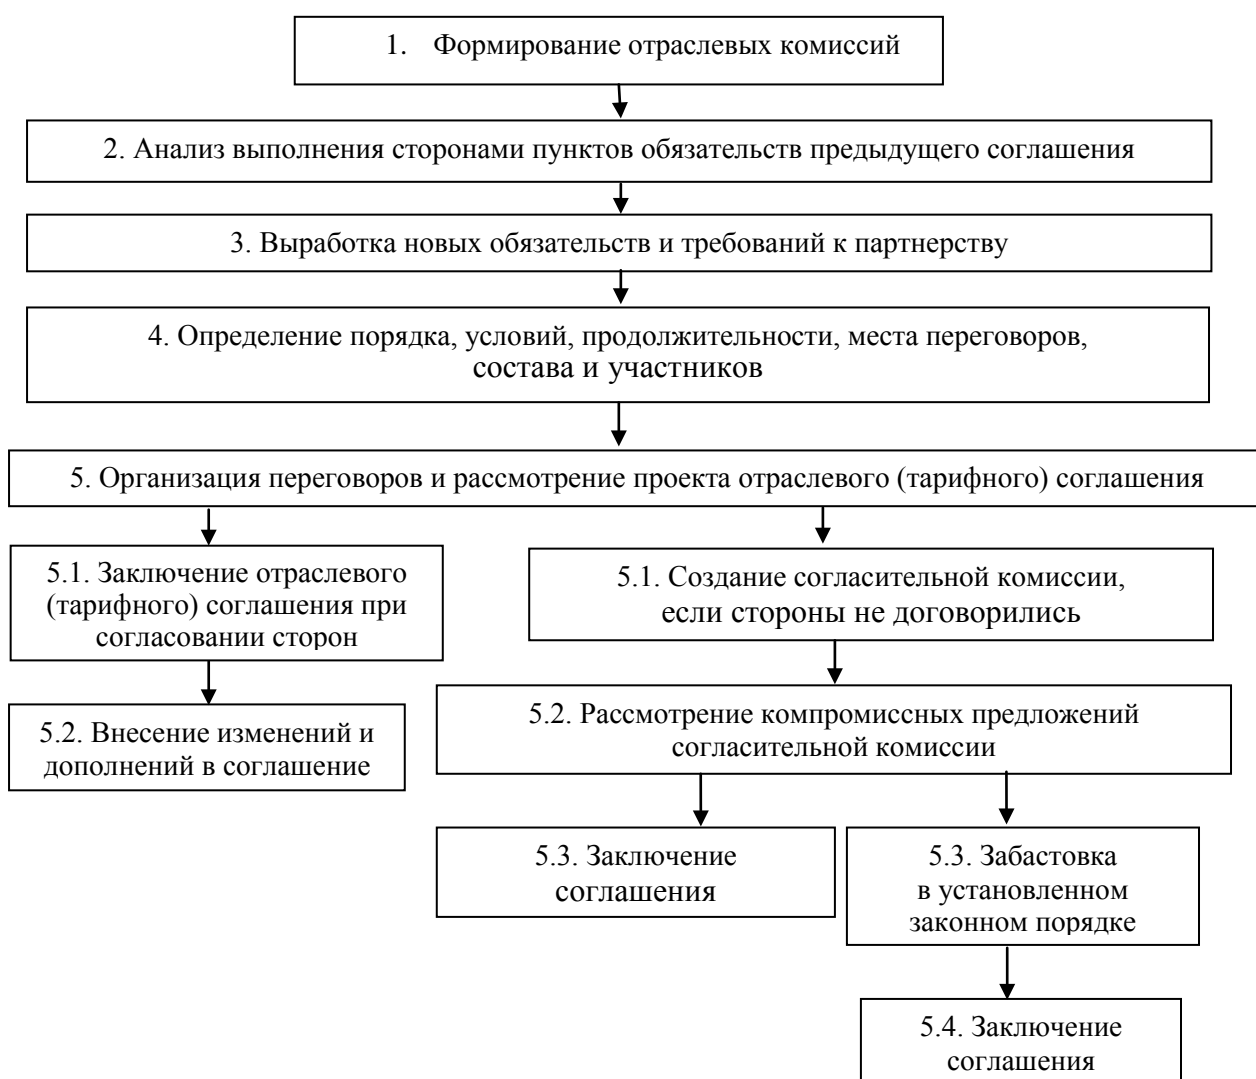 1. Формирование отраслевых комиссий
2. Анализ выполнения сторонами пунктов обязательств предыдущего соглашения
3. Выработка новых обязательств и требований к партнерству
4. Определение порядка, условий, продолжительности, места переговоров,
состава и участников
5. Организация переговоров и рассмотрение проекта отраслевого (тарифного) соглашения
5.1. Заключение отраслевого
(тарифного) соглашения при
согласовании сторон
5.2. Внесение изменений и
дополнений в соглашение
5.1. Создание согласительной комиссии,
если стороны не договорились
5.2. Рассмотрение компромиссных предложений
согласительной комиссии
5.3. Заключение
соглашения
5.3. Забастовка
в установленном
законном порядке
5.4. Заключение
соглашения